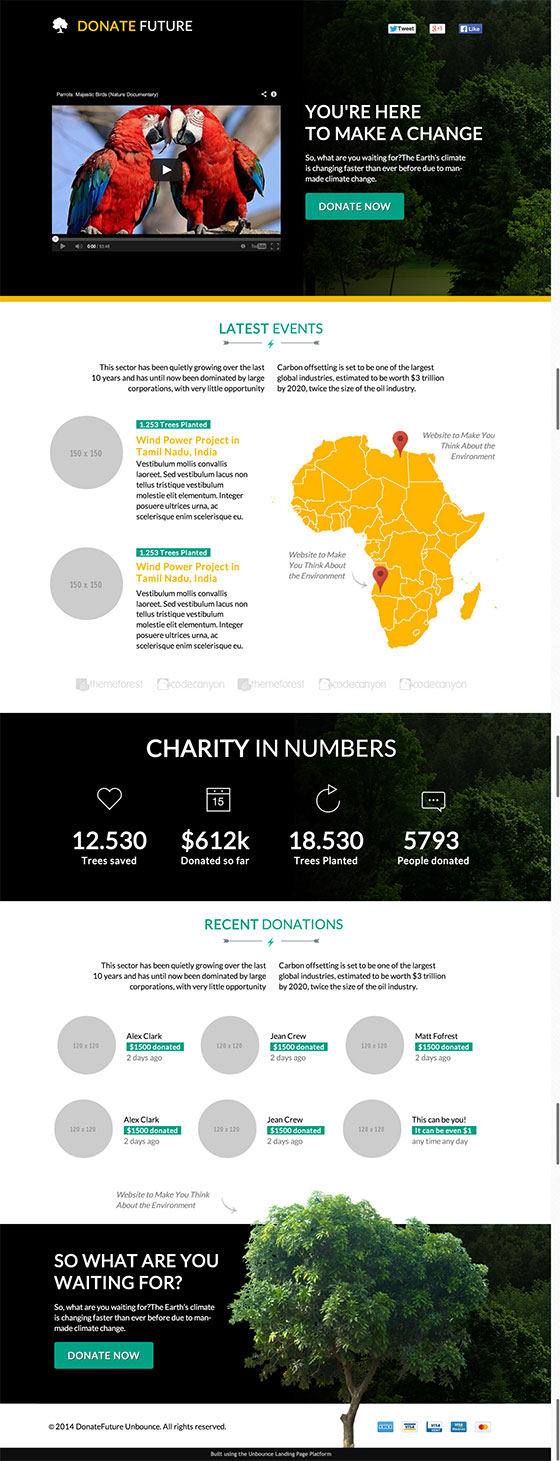 DONATE FUTURE
Tweet
+1
Like
Parrots: Majestic Birds (Nature Documentary)
0:00 / 51:48
YouTube
YOU'RE HERE
TO MAKE A CHANGE
So, what are you waiting for?The Earth's climate
is changing faster than ever before due to man-
made climate change.
DONATE NOW
LATEST EVENTS
This sector has been quietly growing over the last
10 years and has until now been dominated by large
corporations, with very little opportunity
Carbon offsetting is set to be one of the largest
global industries, estimated to be worth $3 trillion
by 2020, twice the size of the oil industry.
150 x 150
1.253 Trees Planted
Wind Power Project in
Tamil Nadu, India
Vestibulum mollis convallis
laoreet. Sed vestibulum lacus non
tellus tristique vestibulum
molestie elit elementum. Integer
posuere ultrices urna, ac
scelerisque enim scelerisque eu.
Website to Make You
Think About the
Environment
150 x 150
1.253 Trees Planted
Wind Power Project in
Tamil Nadu, India
Vestibulum mollis convallis
laoreet. Sed vestibulum lacus non
tellus tristique vestibulum
molestie elit elementum. Integer
posuere ultrices urna, ac
scelerisque enim scelerisque eu.
Website to Make
You Think About
the Environment
themeforest codecanyon themeforest codecanyon codecanyon
CHARITY IN NUMBERS
15
12.530 $612k 18.530 5793
Trees saved Donated so far Trees Planted People donated
RECENT DONATIONS
This sector has been quietly growing over the last
10 years and has until now been dominated by large
corporations, with very little opportunity
Carbon offsetting is set to be one of the largest
global industries, estimated to be worth $3 trillion
by 2020, twice the size of the oil industry.
120 x 120
Alex Clark
$1500 donated
2 days ago
120 x 120
Jean Crew
$1500 donated
2 days ago
120 x 120
Matt Fofrest
$1500 donated
2 days ago
120 x 120
Alex Clark
$1500 donated
2 days ago
120 x 120
Jean Crew
$1500 donated
2 days ago
120 x 120
This can be you!
It can be even $1
any time any day
Website to Make You Think
About the Environment
SO WHAT ARE YOU
WAITING FOR?
So, what are you waiting for?The Earth's climate
is changing faster than ever before due to man-
made climate change.
DONATE NOW
© 2014 DonateFuture Unbounce. All rights reserved.
VISA
Built using the Unbounce Landing Page Platform